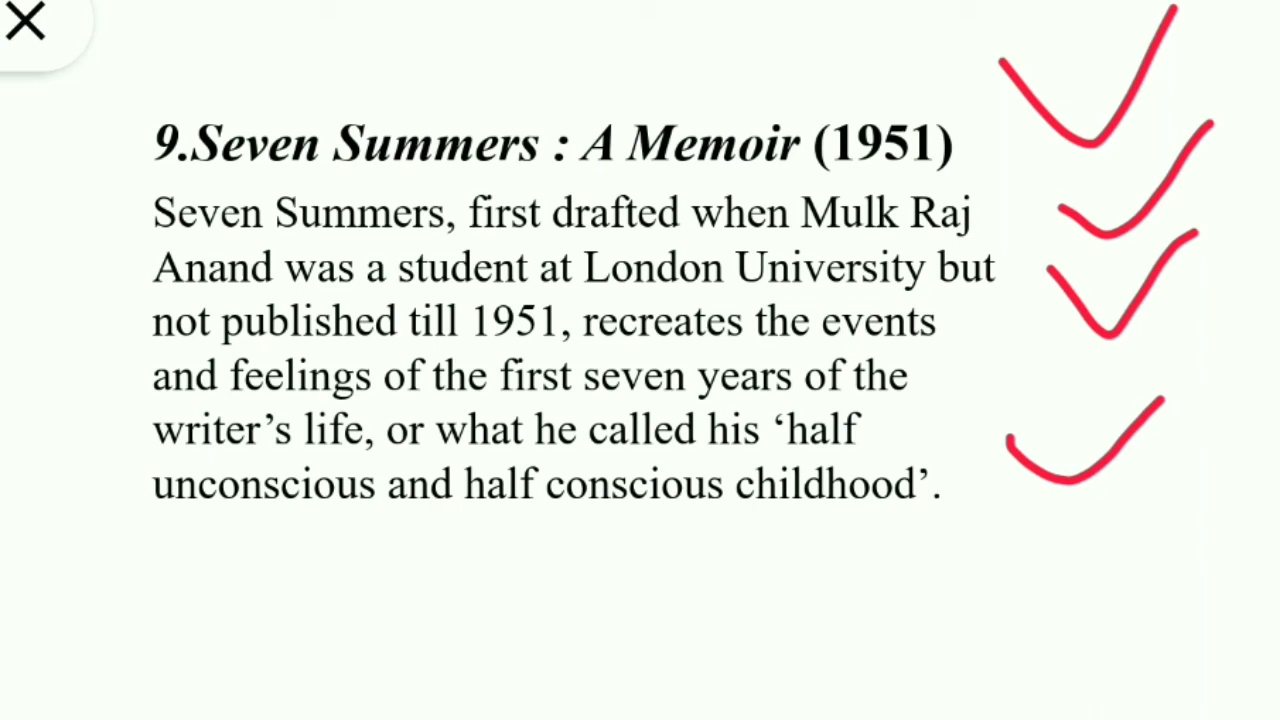 9.Seven Summers : A Memoir (1951)
Seven Summers, first drafted when Mulk Raj
Anand was a student at London University but
not published till 1951, recreates the events
and feelings of the first seven years of the
writer’s life, or what he called his ‘half
unconscious and half conscious childhood’.